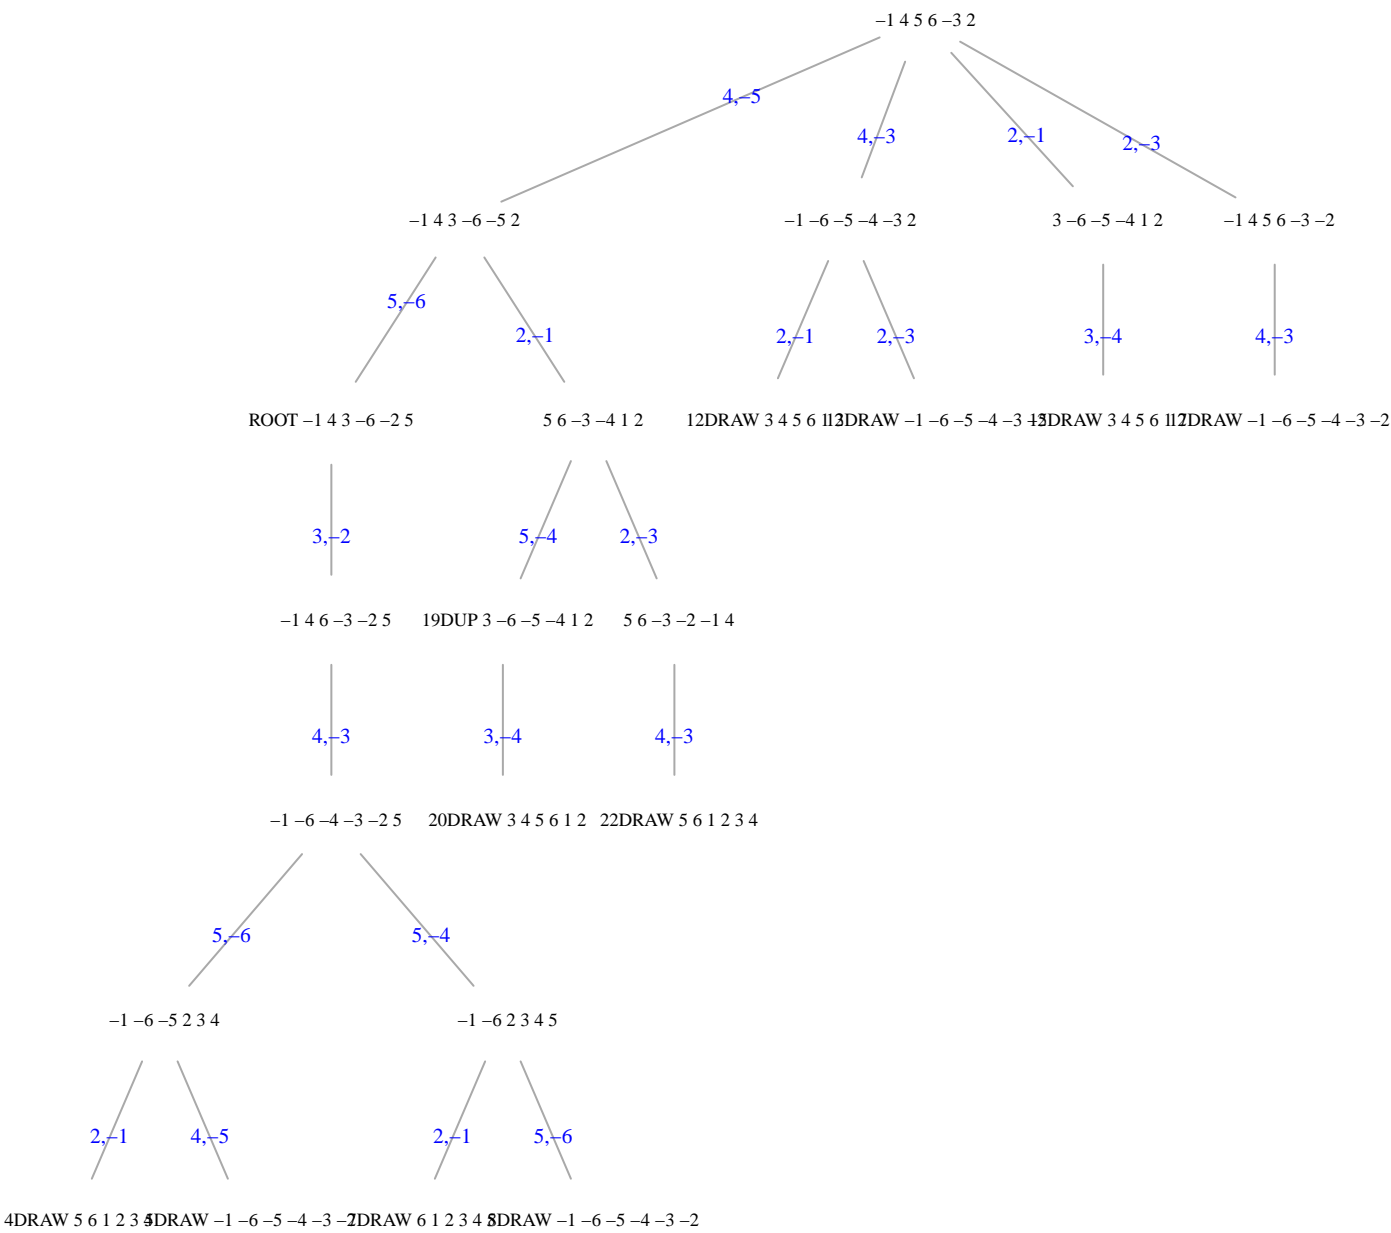 –1 4 5 6 –3 2
4,–5
4,–3
2,–1
2,–3
–1 4 3 –6 –5 2
–1 –6 –5 –4 –3 2
3 –6 –5 –4 1 2
–1 4 5 6 –3 –2
5,–6
2,–1
2,–1
2,–3
3,–4
4,–3
ROOT –1 4 3 –6 –2 5
5 6 –3 –4 1 2
12DRAW 3 4 5 6 1
DRAW –1 –6 –5 –4 –3
DRAW 3 4 5 6 1
DRAW –1 –6 –5 –4 –3 –2
3,–2
5,–4
2,–3
–1 4 6 –3 –2 5
19DUP 3 –6 –5 –4 1 2
5 6 –3 –2 –1 4
4,–3
3,–4
4,–3
–1 –6 –4 –3 –2 5
20DRAW 3 4 5 6 1 2
22DRAW 5 6 1 2 3 4
5,–6
5,–4
–1 –6 –5 2 3 4
–1 –6 2 3 4 5
2,–1
4,–5
2,–1
5,–6
4DRAW 5 6 1 2 3
DRAW –1 –6 –5 –4 –3
DRAW 6 1 2 3 4
DRAW –1 –6 –5 –4 –3 –2